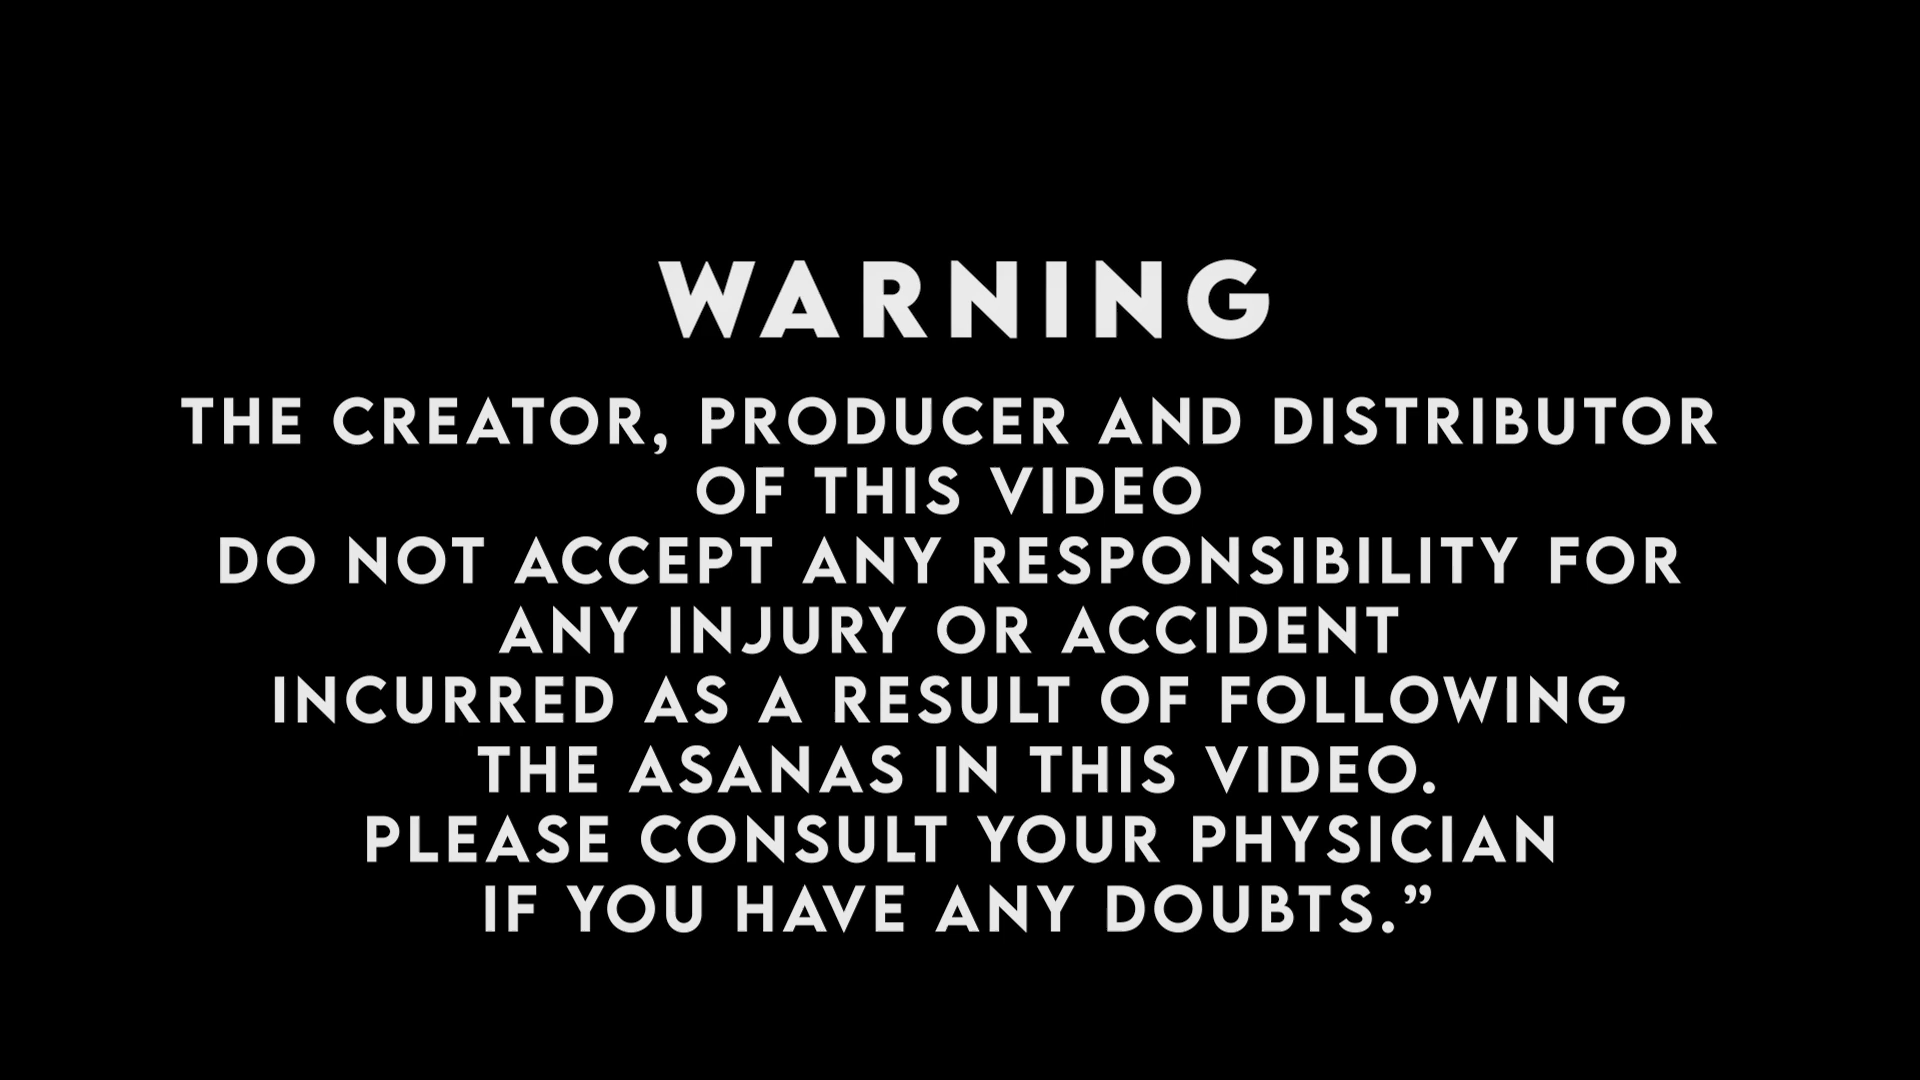 WARNING
THE CREATOR, PRODUCER AND DISTRIBUTOR
OF THIS VIDEO
DO NOT ACCEPT ANY RESPONSIBILITY FOR
ANY INJURY OR ACCIDENT
INCURRED AS A RESULT OF FOLLOWING
THE ASANAS IN THIS VIDEO.
PLEASE CONSULT YOUR PHYSICIAN
IF YOU HAVE ANY DOUBTS.”